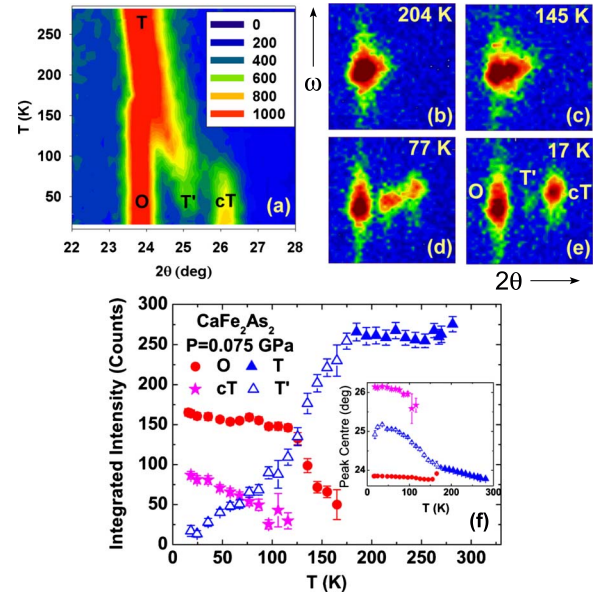 T
0
200
400
600
800
1000
250
200
150
100
50
T (K)
O
T'
cT
(a)
22
23
24
25
26
27
28
2θ (deg)
ω
204 K
(b)
145 K
(c)
77 K
(d)
17 K
O
T'
cT
(e)
2θ
CaFe2As2
P=0.075 GPa
O
T
cT
T'
300
250
200
150
100
50
0
Integrated Intensity (Counts)
0
50
100
150
200
250
300
350
T (K)
26
25
24
23
Peak Centre (deg)
0
100
200
300
T (K)
(f)